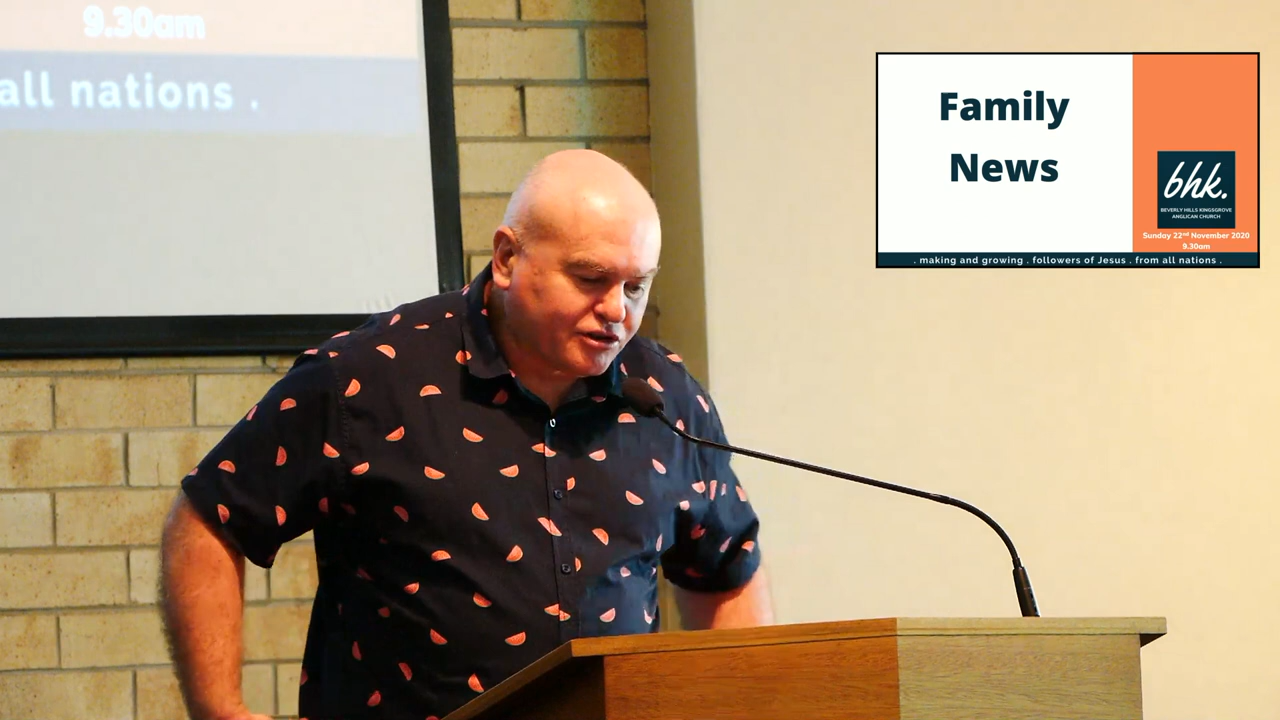 9.30am
all nations .
Family
News
bhk.
BEVERLY HILLS KINGSGROVE
ANGLICAN CHURCH
Sunday 22nd November 2020
9.30am
. making and growing . followers of Jesus . from all nations .